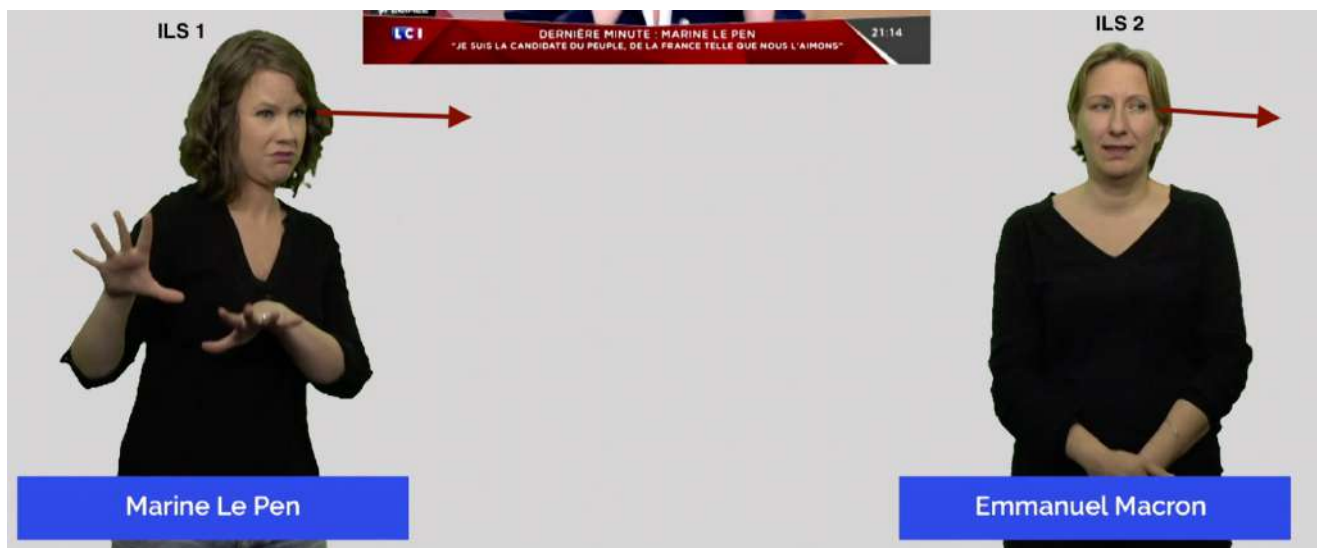 ILS 1
LCI
DERNIÈRE MINUTE : MARINE LE PEN
"JE SUIS LA CANDIDATE DU PEUPLE, DE LA FRANCE TELLE QUE NOUS L'AIMONS"
21:14
ILS 2
Marine Le Pen
Emmanuel Macron